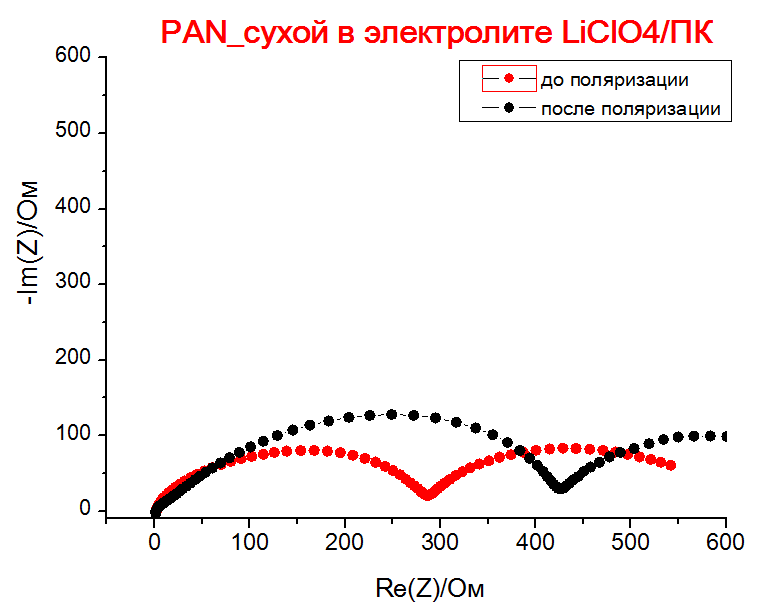 PAN_сухой в электролите LiClO4/ПК
до поляризации
после поляризации
600
500
400
300
200
100
0
-Im(Z)/Ом
0 100 200 300 400 500 600
Re(Z)/Ом